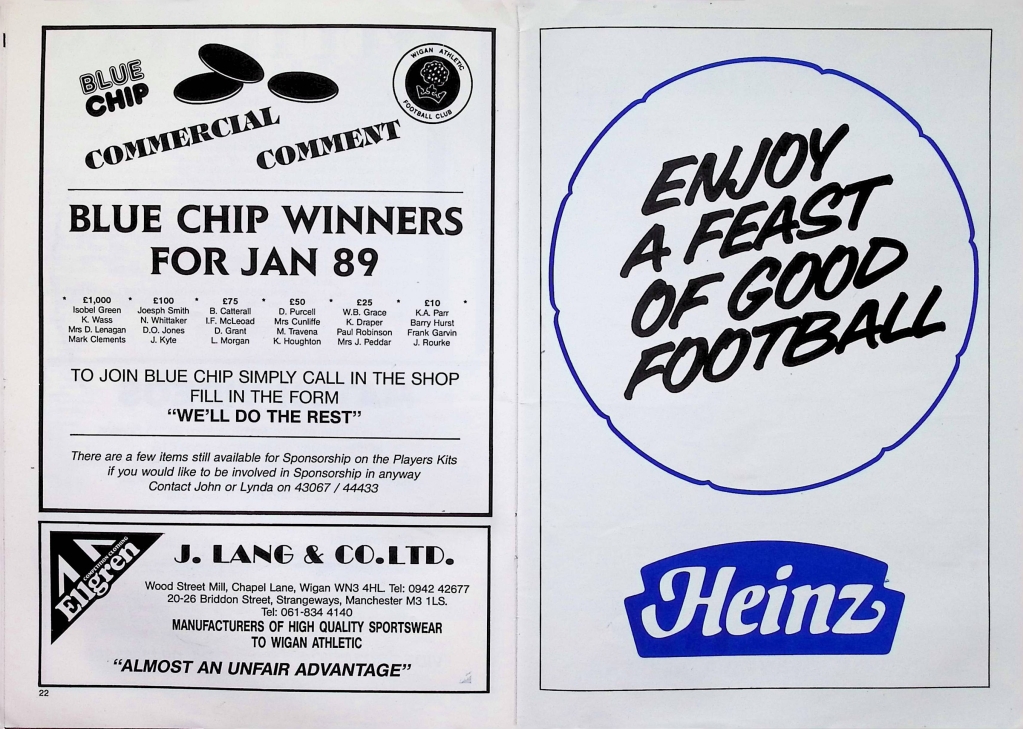 BLUE
CHIP
WIGAN ATHLETIC
FOOTBALL CLUB
COMMERCIAL
COMMENT
BLUE CHIP WINNERS
FOR JAN 89
* £1,000 * £100 * £75 * £50 * £25 * £10 *
Isobel Green Joesph Smith B. Catterall D. Purcell W.B. Grace K.A. Parr
K. Wass N. Whittaker I.F. McLeoad Mrs Cunliffe K. Draper Barry Hurst
Mrs D. Lenagan D.O. Jones D. Grant M. Travena Paul Robinson Frank Garvin
Mark Clements J. Kyte L. Morgan K. Houghton Mrs J. Peddar J. Rourke
TO JOIN BLUE CHIP SIMPLY CALL IN THE SHOP
FILL IN THE FORM
“WE'LL DO THE REST”
There are a few items still available for Sponsorship on the Players Kits
if you would like to be involved in Sponsorship in anyway
Contact John or Lynda on 43067 / 44433
COMPETITION CLOTHING
Ellgren
J. LANG & CO.LTD.
Wood Street Mill, Chapel Lane, Wigan WN3 4HL. Tel: 0942 42677
20-26 Briddon Street, Strangeways, Manchester M3 1LS.
Tel: 061-834 4140
MANUFACTURERS OF HIGH QUALITY SPORTSWEAR
TO WIGAN ATHLETIC
“ALMOST AN UNFAIR ADVANTAGE”
22
ENJOY
A FEAST
OF GOOD
FOOTBALL
Heinz